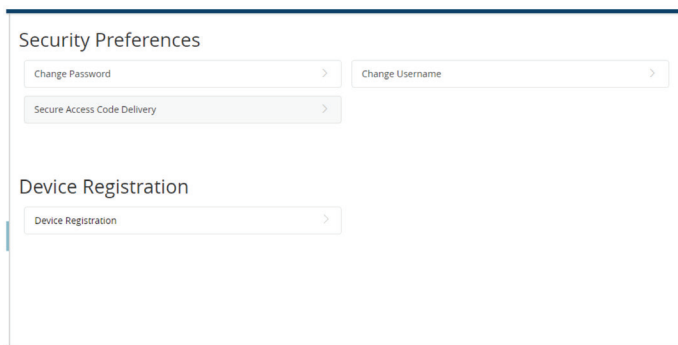 Security Preferences
Change Password
Change Username
Secure Access Code Delivery
Device Registration
Device Registration